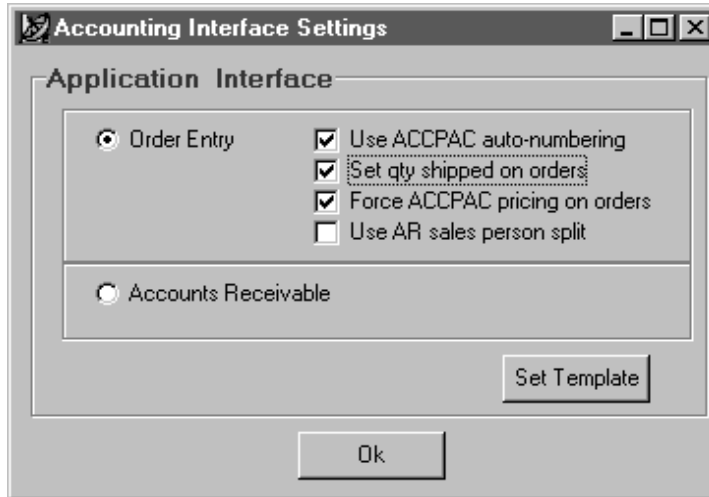 Accounting Interface Settings
Application Interface
Order Entry
Use ACCPAC auto-numbering
Set qty shipped on orders
Force ACCPAC pricing on orders
Use AR sales person split
Accounts Receivable
Set Template
Ok